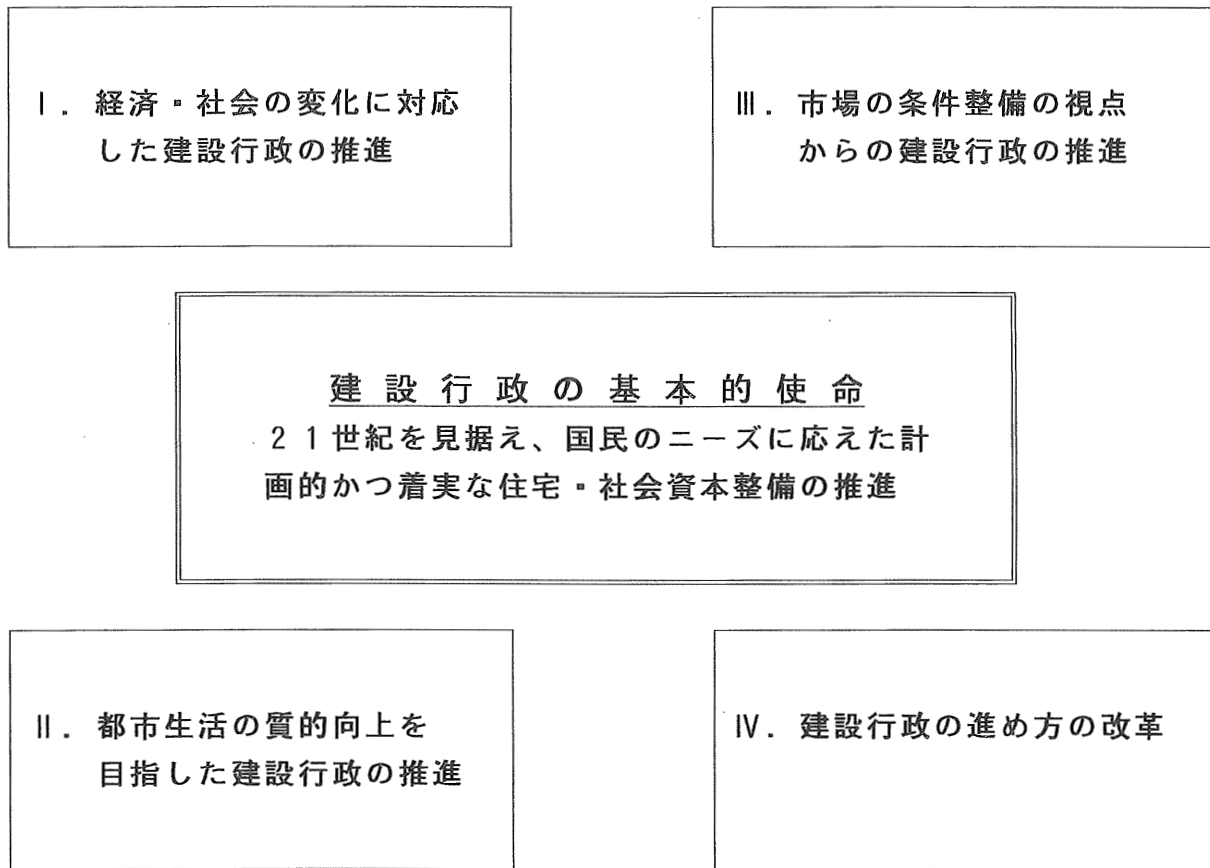 Ⅰ．経済・社会の変化に対応
した建設行政の推進
Ⅲ．市場の条件整備の視点
からの建設行政の推進
建設行政の基本的使命
２１世紀を見据え、国民のニーズに応えた計
画的かつ着実な住宅・社会資本整備の推進
Ⅱ．都市生活の質的向上を
目指した建設行政の推進
Ⅳ．建設行政の進め方の改革